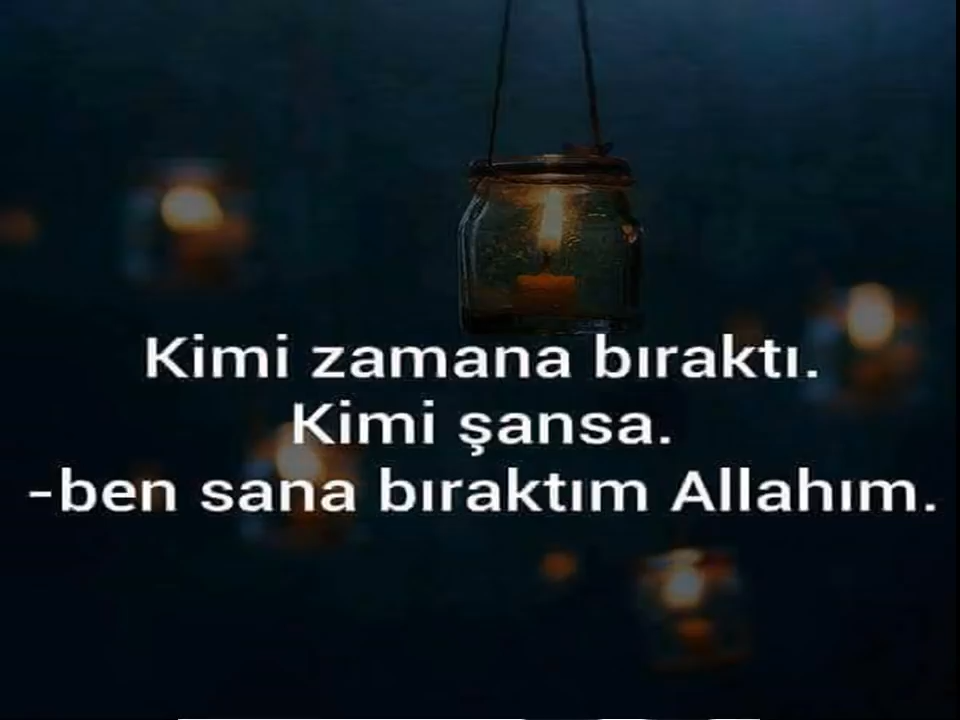 Kimi zamana bıraktı.
Kimi şansa.
-ben sana bıraktım Allahım.